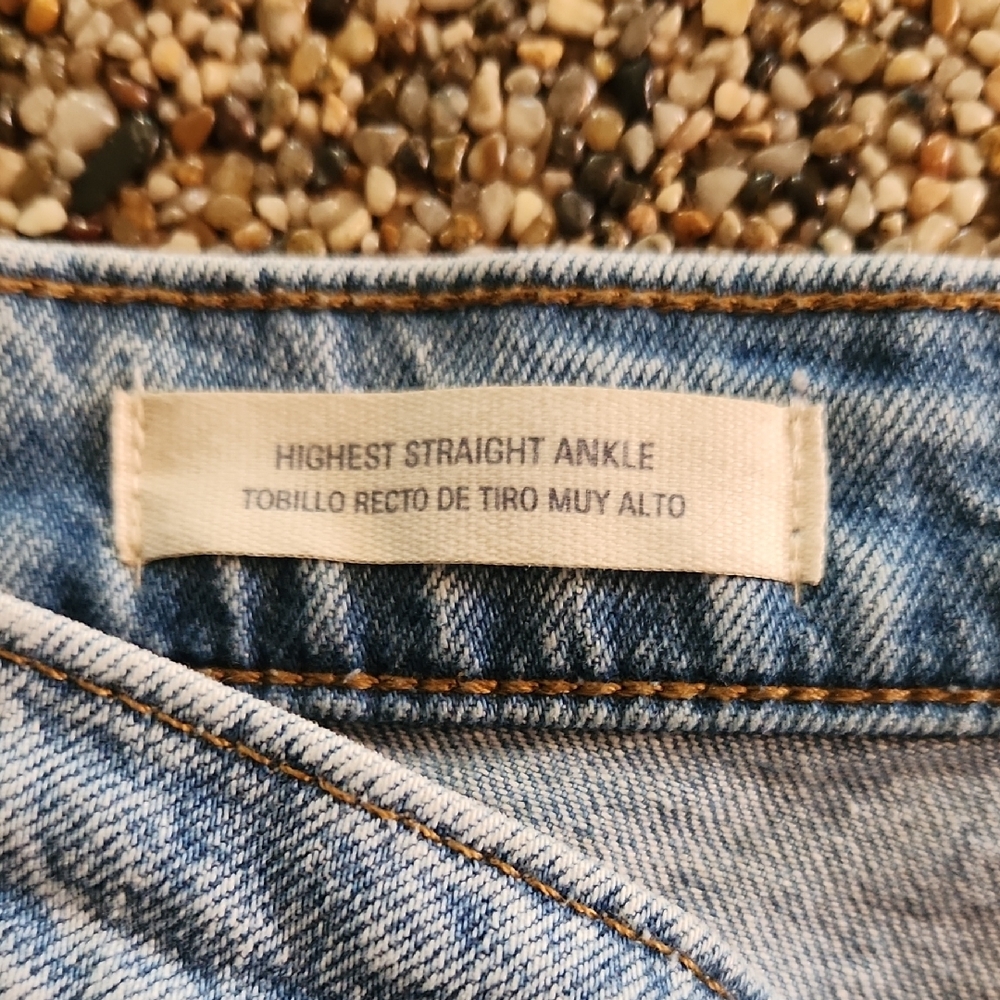 HIGHEST STRAIGHT ANKLE
TOBILLO RECTO DE TIRO MUY ALTO